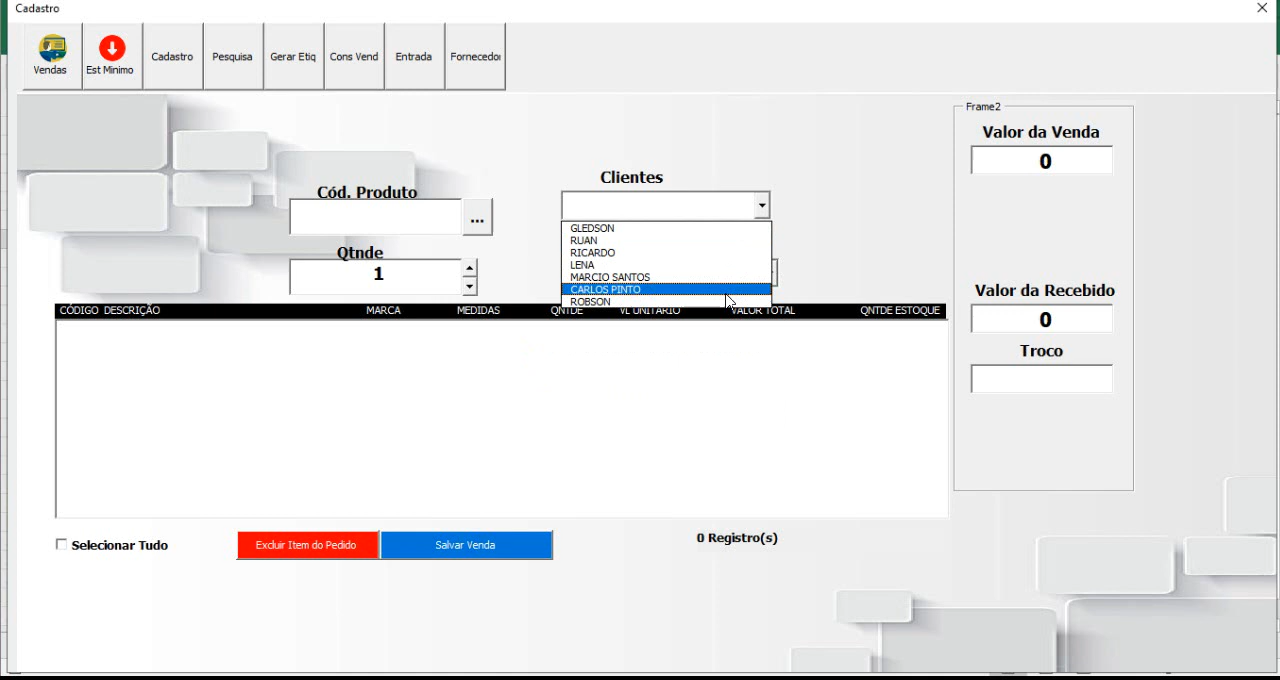 Cadastro
Vendas
Est Minimo
Cadastro
Pesquisa
Gerar Etiq
Cons Vend
Entrada
Fornecedor
Frame2
Valor da Venda
0
Clientes
Cód. Produto
...
GLEDSON
RUAN
RICARDO
LENA
MARCIO SANTOS
CARLOS PINTO
ROBSON
Qtnde
1
Valor da Recebido
0
Troco
CÓDIGO DESCRIÇÃO MARCA MEDIDAS QNTDE VL UNITARIO VALOR TOTAL QNTDE ESTOQUE
Selecionar Tudo
Excluir Item do Pedido
Salvar Venda
0 Registro(s)